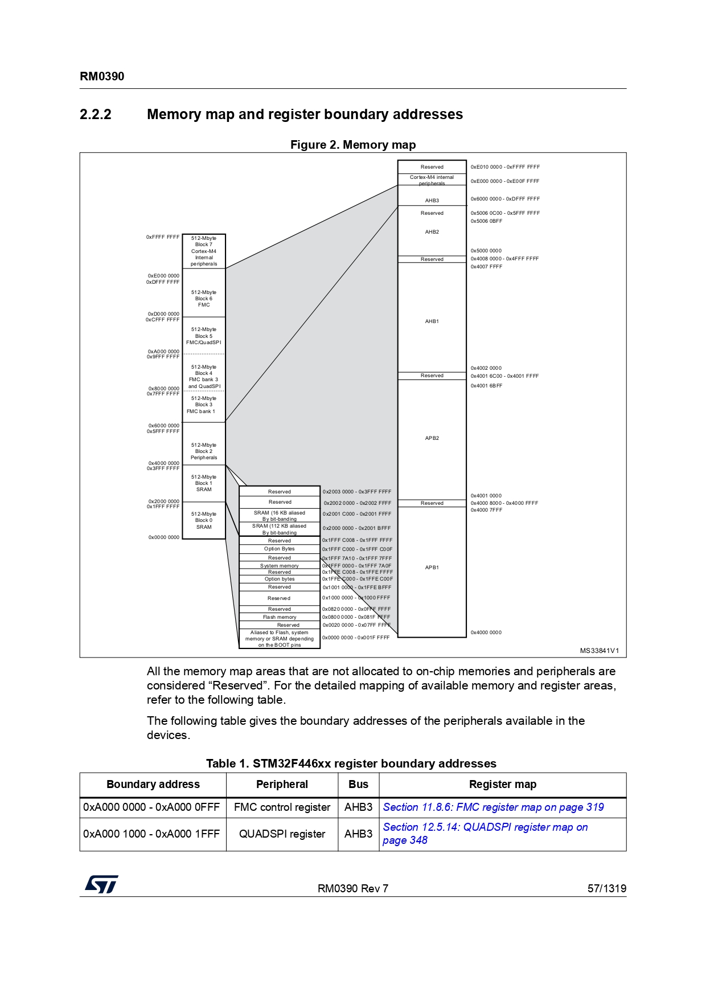 RM0390
2.2.2 Memory map and register boundary addresses
Figure 2. Memory map
0xFFFF FFFF
512-Mbyte
Block 7
Cortex-M4
Internal
peripherals
0xE000 0000
0xDFFF FFFF
512-Mbyte
Block 6
FMC
0xD000 0000
0xCFFF FFFF
512-Mbyte
Block 5
FMC/QuadSPI
0xA000 0000
0x9FFF FFFF
512-Mbyte
Block 4
FMC bank 3
and QuadSPI
0x8000 0000
0x7FFF FFFF
512-Mbyte
Block 3
FMC bank 1
0x6000 0000
0x5FFF FFFF
512-Mbyte
Block 2
Peripherals
0x4000 0000
0x3FFF FFFF
512-Mbyte
Block 1
SRAM
0x2000 0000
0x1FFF FFFF
512-Mbyte
Block 0
SRAM
0x0000 0000
Reserved 0x2003 0000 - 0x3FFF FFFF
Reserved 0x2002 0000 - 0x2002 FFFF
SRAM (16 KB aliased
By bit-banding
0x2001 C000 - 0x2001 FFFF
SRAM (112 KB aliased
By bit-banding
0x2000 0000 - 0x2001 BFFF
Reserved 0x1FFF C008 - 0x1FFF FFFF
Option Bytes 0x1FFF C000 - 0x1FFF C00F
Reserved 0x1FFF 7A10 - 0x1FFF 7FFF
System memory 0x1FFF 0000 - 0x1FFF 7A0F
Reserved 0x1FFE C008 - 0x1FFE FFFF
Option bytes 0x1FFE C000 - 0x1FFE C00F
Reserved 0x1001 0000 - 0x1FFE BFFF
Reserved 0x1000 0000 - 0x1000 FFFF
Reserved 0x0820 0000 - 0x0FFF FFFF
Flash memory 0x0800 0000 - 0x081F FFFF
Reserved 0x0020 0000 - 0x07FF FFFF
Aliased to Flash, system
memory or SRAM depending
on the BOOT pins
0x0000 0000 - 0x001F FFFF
Reserved 0xE010 0000 - 0xFFFF FFFF
Cortex-M4 internal
peripherals
0xE000 0000 - 0xE00F FFFF
AHB3 0x6000 0000 - 0xDFFF FFFF
Reserved 0x5006 0C00 - 0x5FFF FFFF
0x5006 0BFF
AHB2
0x5000 0000
Reserved 0x4008 0000 - 0x4FFF FFFF
0x4007 FFFF
AHB1
0x4002 0000
Reserved 0x4001 6C00 - 0x4001 FFFF
0x4001 6BFF
APB2
0x4001 0000
Reserved 0x4000 8000 - 0x4000 FFFF
0x4000 7FFF
APB1
0x4000 0000
MS33841V1
All the memory map areas that are not allocated to on-chip memories and peripherals are
considered “Reserved”. For the detailed mapping of available memory and register areas,
refer to the following table.
The following table gives the boundary addresses of the peripherals available in the
devices.
Table 1. STM32F446xx register boundary addresses
Boundary address Peripheral Bus Register map
0xA000 0000 - 0xA000 0FFF FMC control register AHB3 Section 11.8.6: FMC register map on page 319
0xA000 1000 - 0xA000 1FFF QUADSPI register AHB3 Section 12.5.14: QUADSPI register map on
page 348
ST
RM0390 Rev 7
57/1319